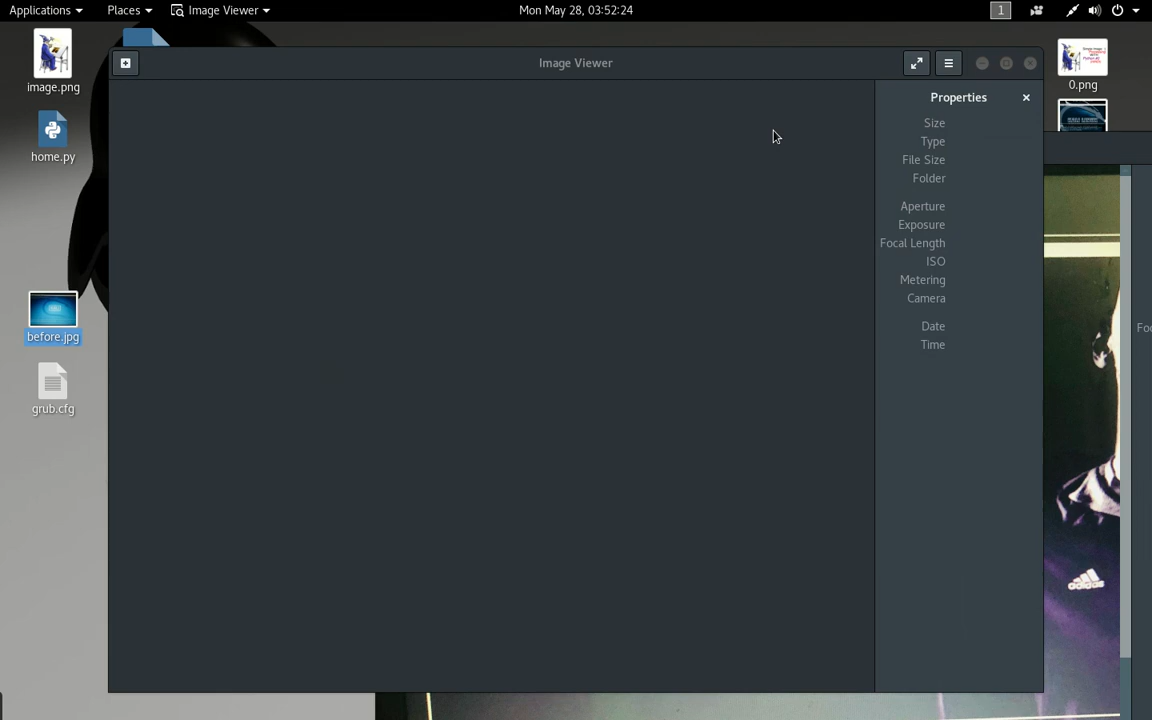 Applications
Places
Image Viewer
Mon May 28, 03:52:24
1
image.png
home.py
before.jpg
grub.cfg
Image Viewer
Properties
Size
Type
File Size
Folder
Aperture
Exposure
Focal Length
ISO
Metering
Camera
Date
Time
0.png
Foc
adidas